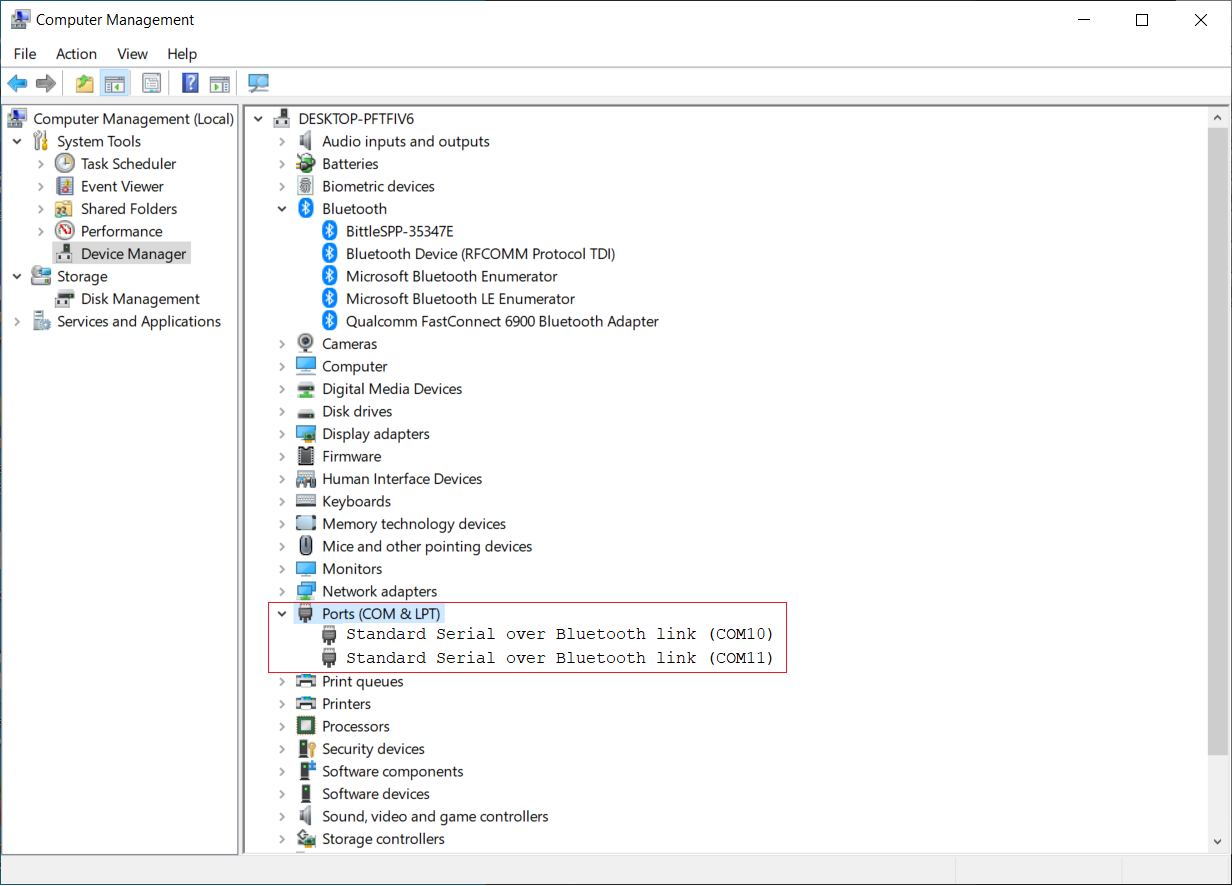 Computer Management
File Action View Help
Computer Management (Local)
System Tools
Task Scheduler
Event Viewer
Shared Folders
Performance
Device Manager
Storage
Disk Management
Services and Applications
DESKTOP-PFTFIV6
Audio inputs and outputs
Batteries
Biometric devices
Bluetooth
BittleSPP-35347E
Bluetooth Device (RFCOMM Protocol TDI)
Microsoft Bluetooth Enumerator
Microsoft Bluetooth LE Enumerator
Qualcomm FastConnect 6900 Bluetooth Adapter
Cameras
Computer
Digital Media Devices
Disk drives
Display adapters
Firmware
Human Interface Devices
Keyboards
Memory technology devices
Mice and other pointing devices
Monitors
Network adapters
Ports (COM & LPT)
Standard Serial over Bluetooth link (COM10)
Standard Serial over Bluetooth link (COM11)
Print queues
Printers
Processors
Security devices
Software components
Software devices
Sound, video and game controllers
Storage controllers